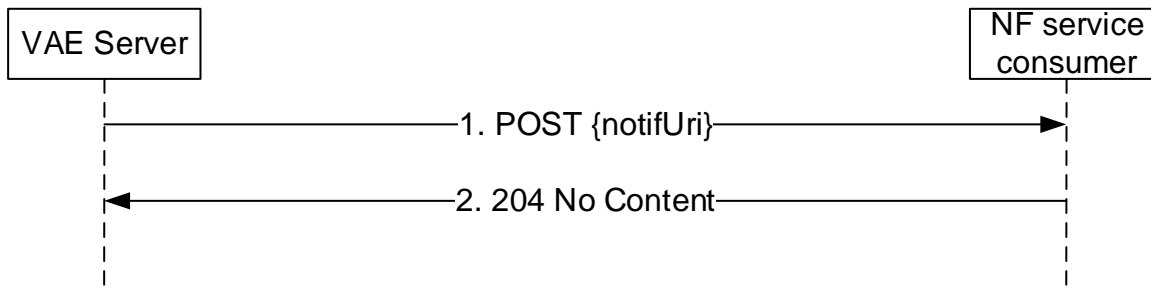 VAE Server
NF service
consumer
1. POST {notifUri}
2. 204 No Content